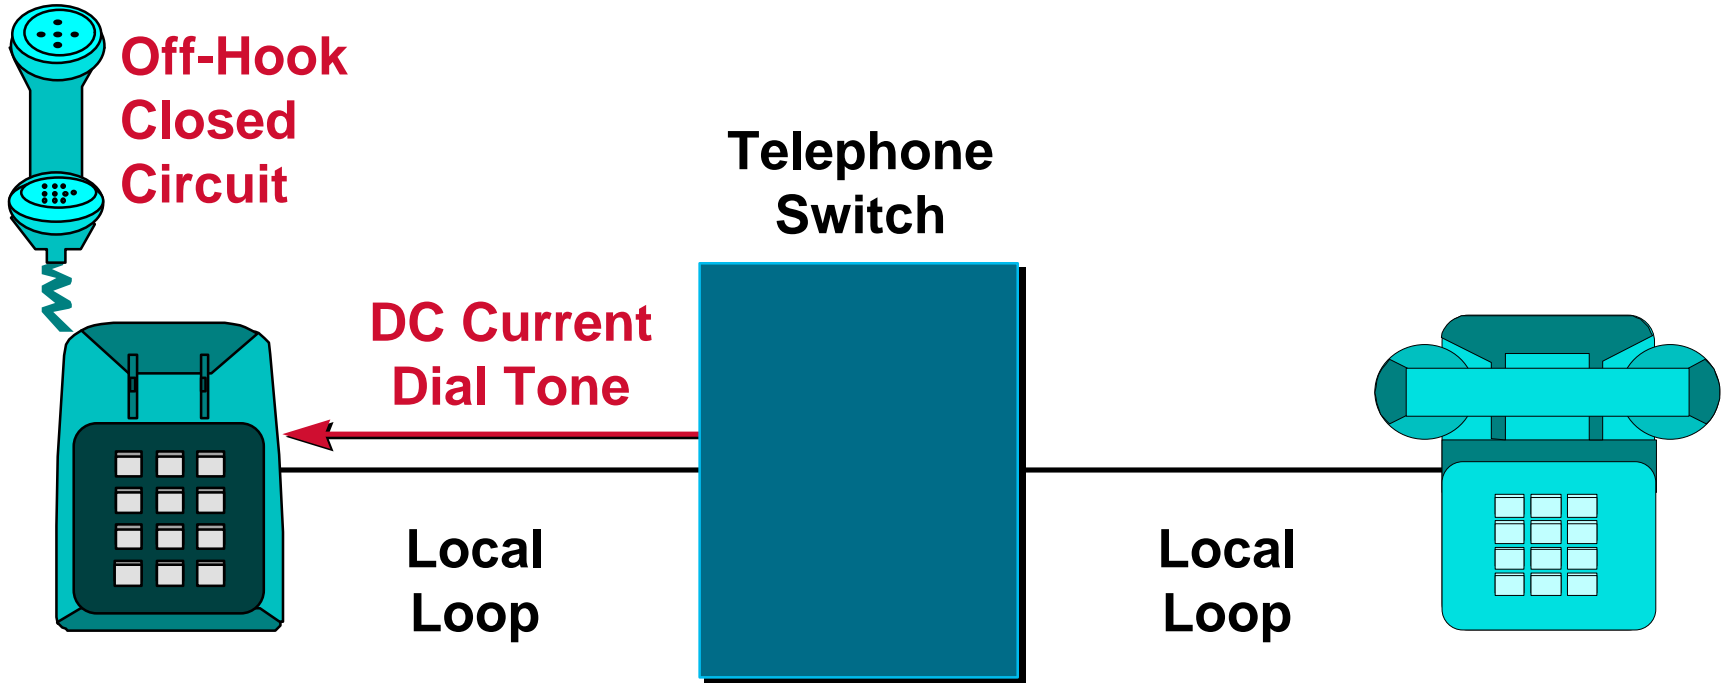 Off-Hook
Closed
Circuit
Telephone
Switch
DC Current
Dial Tone
Local
Loop
Local
Loop